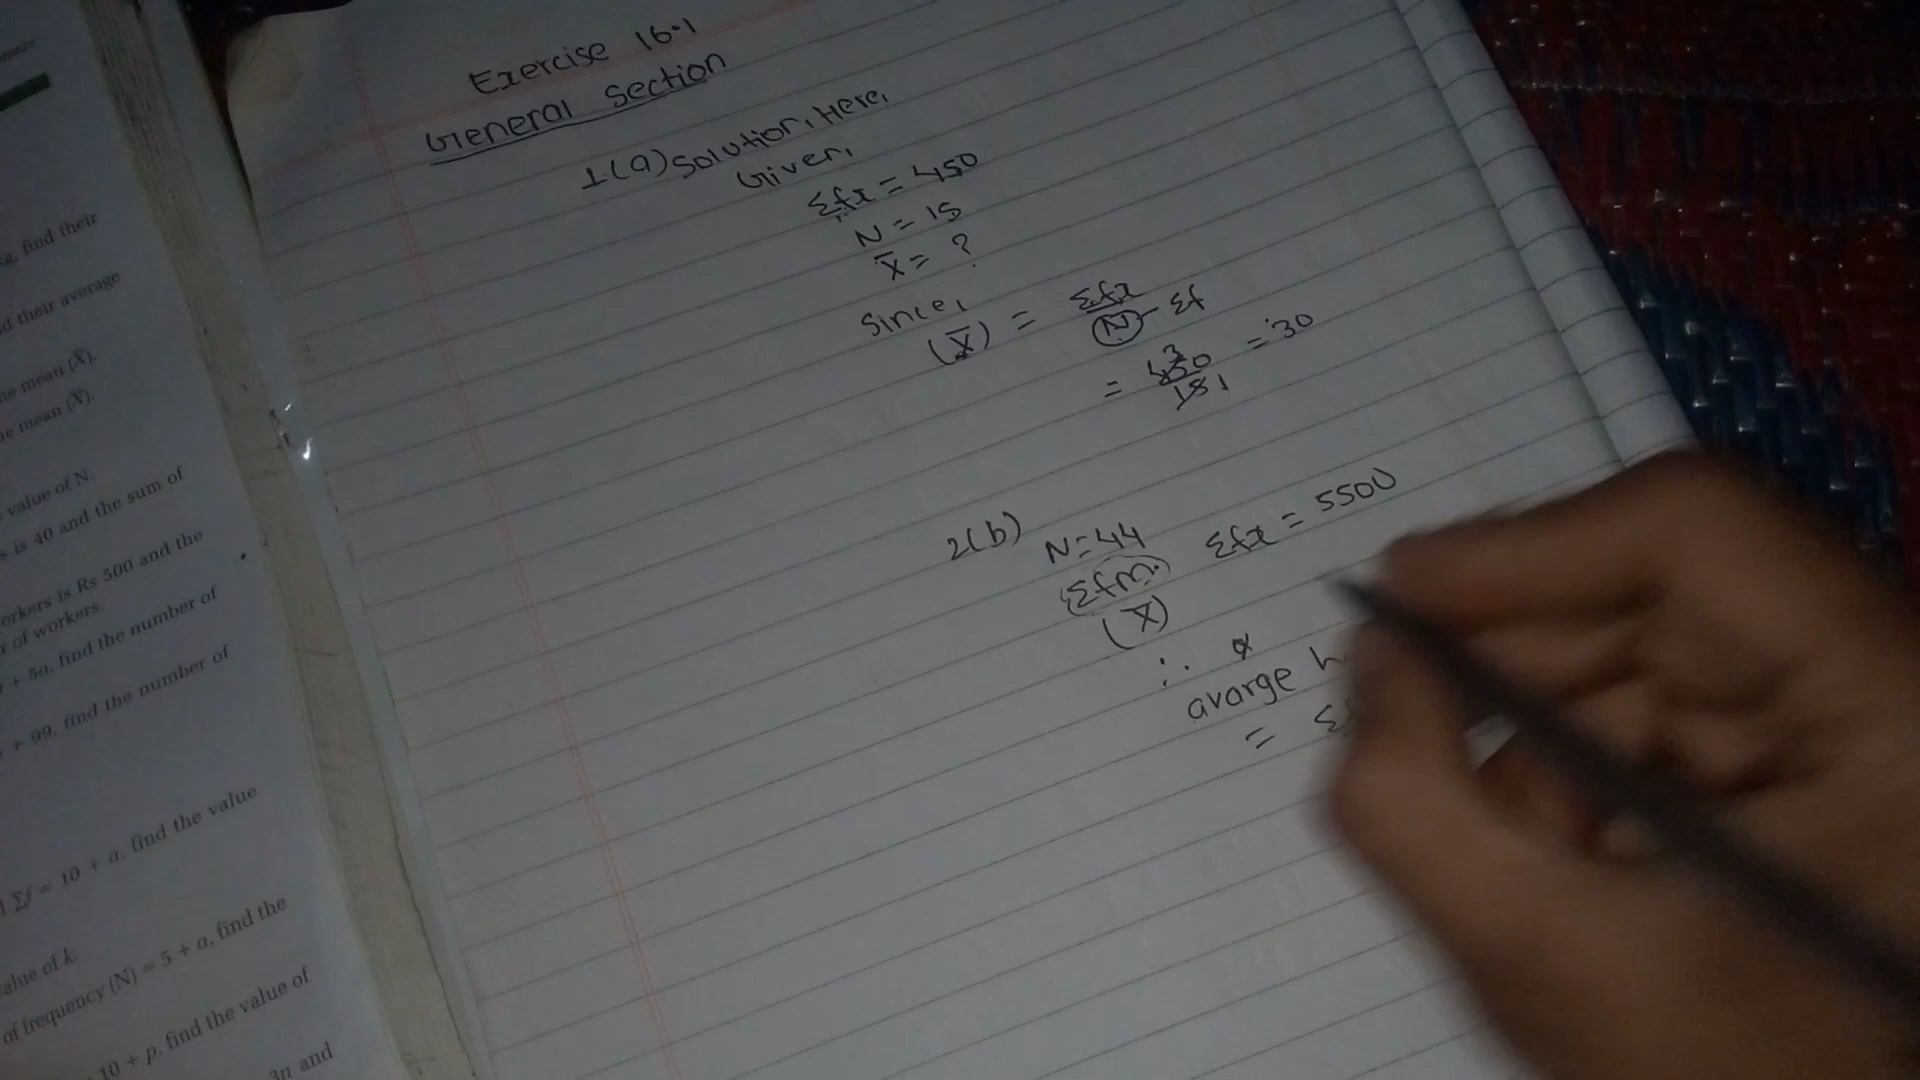 find their
d their average
mean (X̄).
mean (X̄).
value of N.
is 40 and the sum of
orkers is Rs 500 and the
of workers.
+ 5a, find the number of
+ 99, find the number of
Σf = 10 + a, find the value
value of k.
of frequency (N) = 5 + a, find the
10 + p, find the value of
3n and
Exercise 16.1
General section
1(a) solution, Here,
Given,
Σfx = 450
N = 15
X̄ = ?
Since,
(X̄) = Σfx / N - Σf
= 450 3 / 15 1 = 30
2(b)
N = 44
Σfx = 5500
Σfm.
(X̄)
∴
avarge h
= Σ